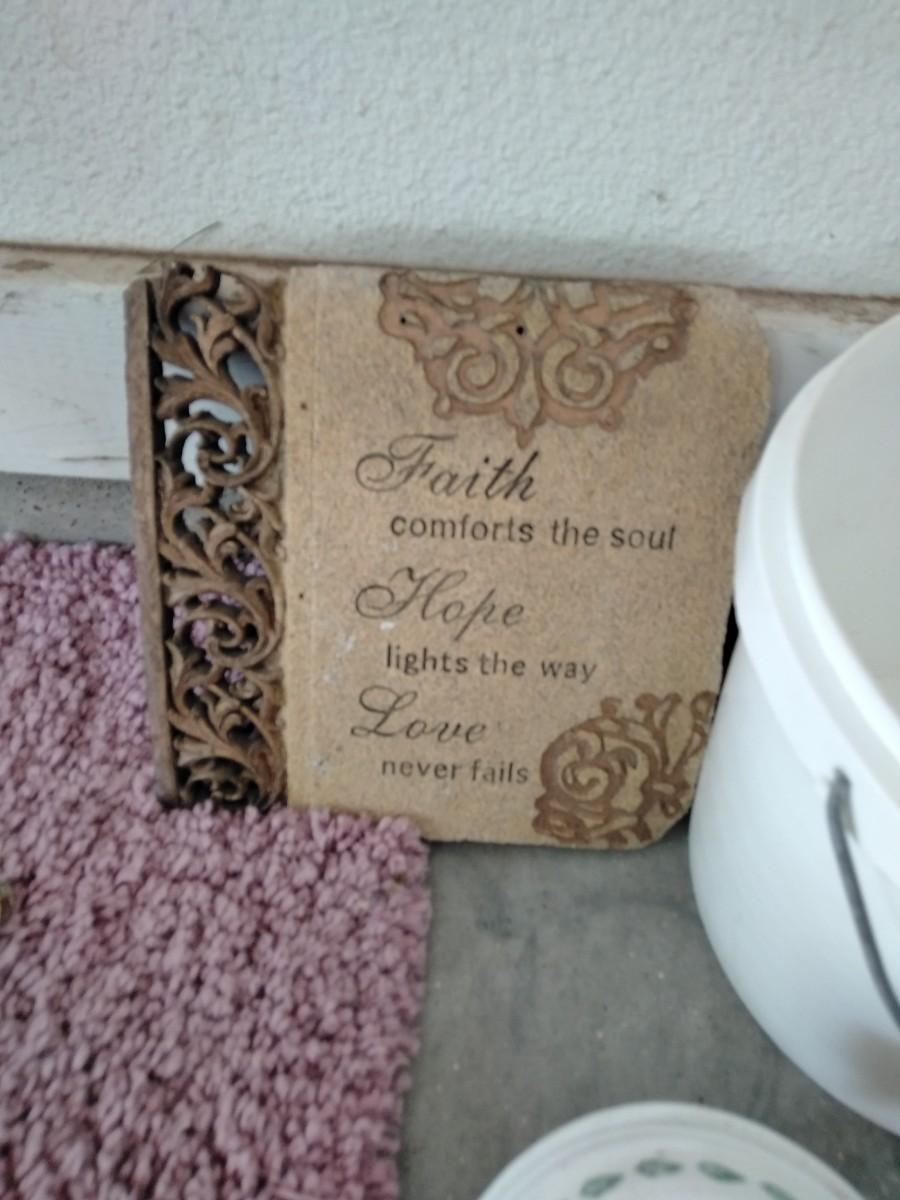 Faith
comforts the soul
Hope
lights the way
Love
never fails